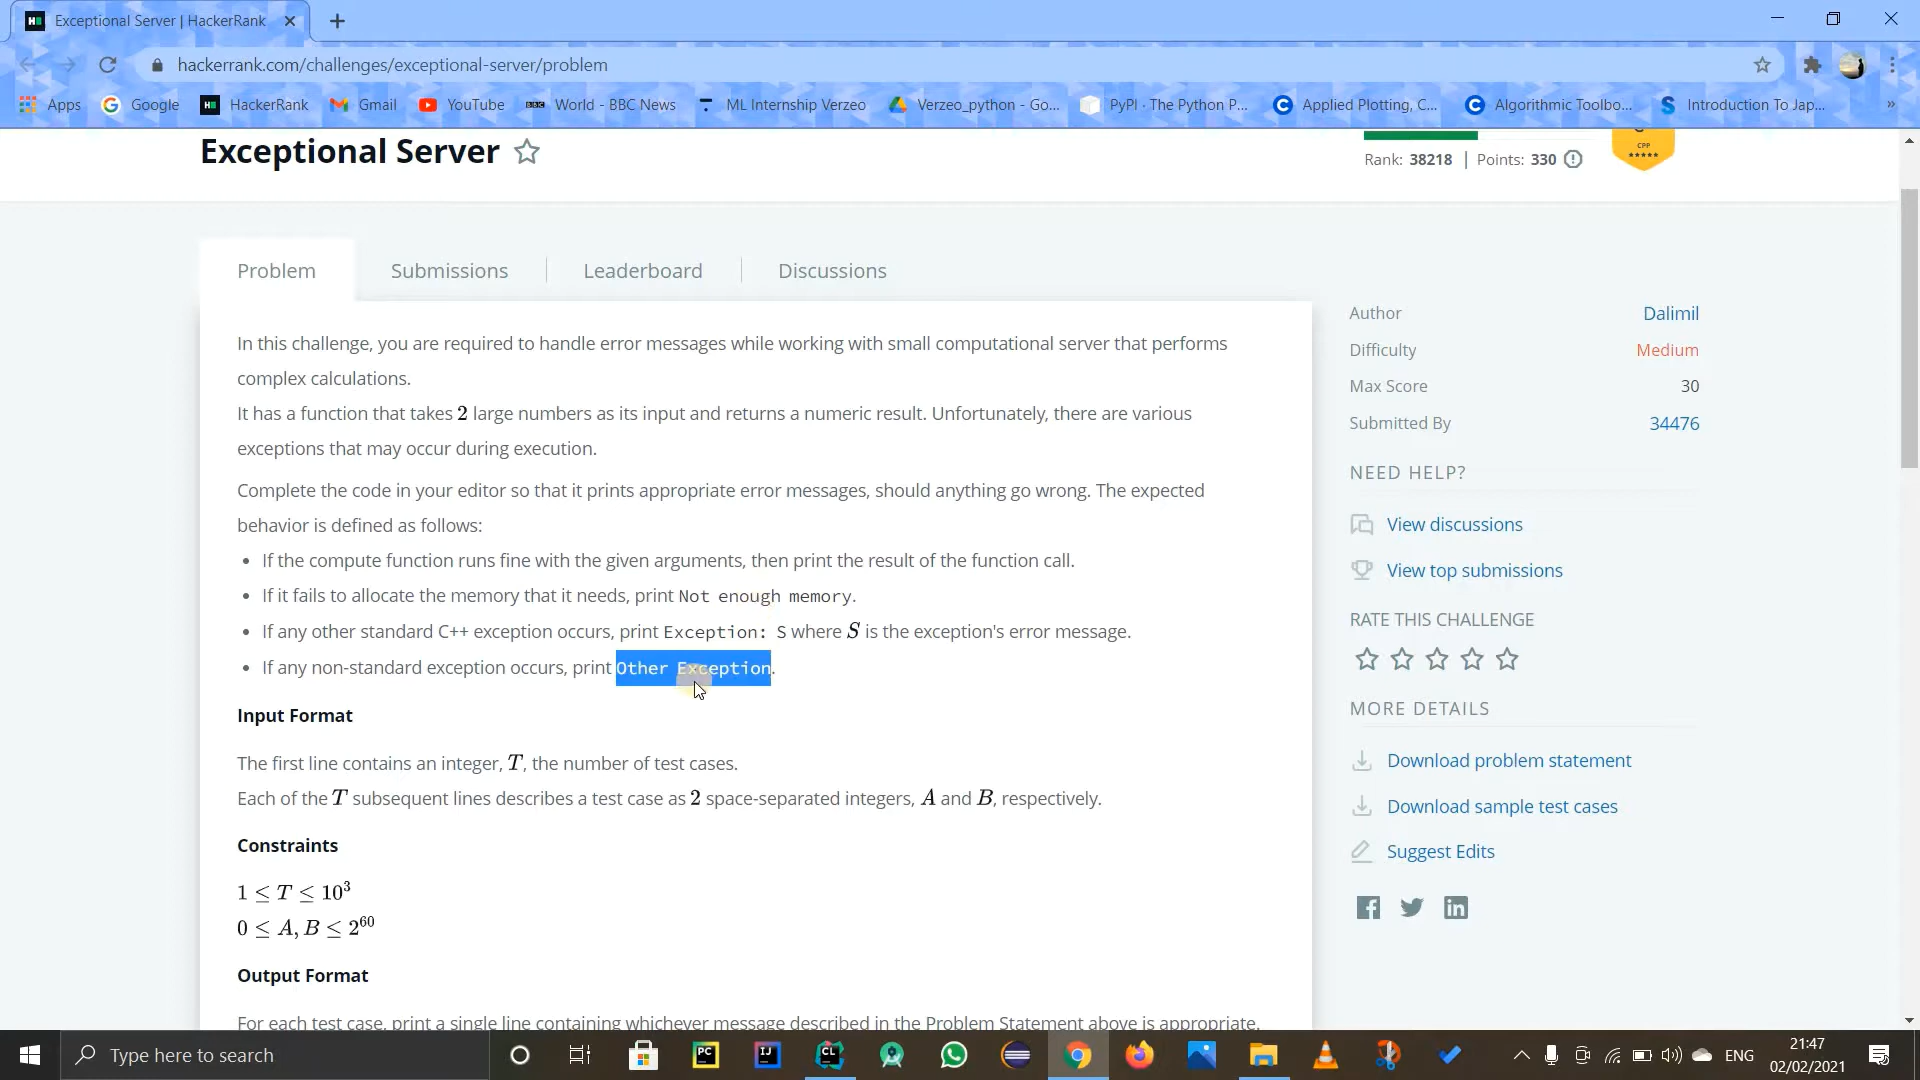 Exceptional Server | HackerRank
hackerrank.com/challenges/exceptional-server/problem
Apps Google HackerRank Gmail YouTube World - BBC News ML Internship Verzeo Verzeo_python - Go... PyPI · The Python P... Applied Plotting, C... Algorithmic Toolbo... Introduction To Jap... »
Exceptional Server
Rank: 38218 | Points: 330
CPP
Problem Submissions Leaderboard Discussions
In this challenge, you are required to handle error messages while working with small computational server that performs
complex calculations.
It has a function that takes 2 large numbers as its input and returns a numeric result. Unfortunately, there are various
exceptions that may occur during execution.
Complete the code in your editor so that it prints appropriate error messages, should anything go wrong. The expected
behavior is defined as follows:
• If the compute function runs fine with the given arguments, then print the result of the function call.
• If it fails to allocate the memory that it needs, print Not enough memory.
• If any other standard C++ exception occurs, print Exception: S where S is the exception's error message.
• If any non-standard exception occurs, print Other Exception.
Input Format
The first line contains an integer, T, the number of test cases.
Each of the T subsequent lines describes a test case as 2 space-separated integers, A and B, respectively.
Constraints
1 ≤ T ≤ 10³
0 ≤ A, B ≤ 2⁶⁰
Output Format
For each test case, print a single line containing whichever message described in the Problem Statement above is appropriate.
Author Dalimil
Difficulty Medium
Max Score 30
Submitted By 34476
NEED HELP?
View discussions
View top submissions
RATE THIS CHALLENGE
MORE DETAILS
Download problem statement
Download sample test cases
Suggest Edits
Type here to search
PC
IJ
CL
ENG
21:47
02/02/2021